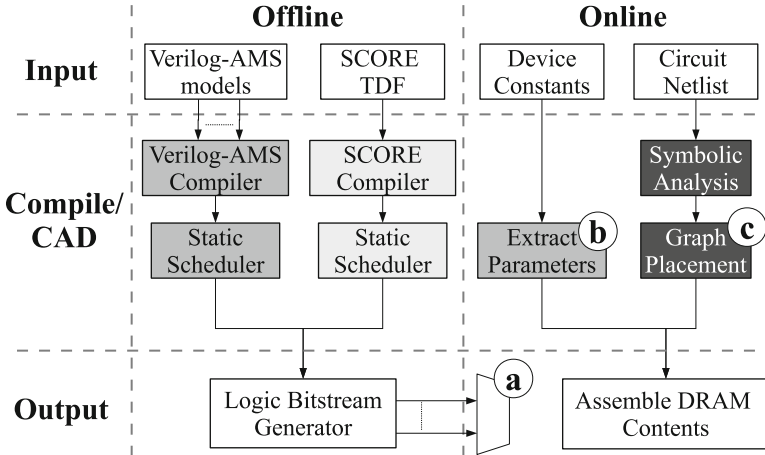 Offline
Online
Input
Verilog-AMS
models
SCORE
TDF
Device
Constants
Circuit
Netlist
Compile/
CAD
Verilog-AMS
Compiler
SCORE
Compiler
Symbolic
Analysis
Static
Scheduler
Static
Scheduler
Extract
Parameters
b
Graph
Placement
c
Output
Logic Bitstream
Generator
a
Assemble DRAM
Contents